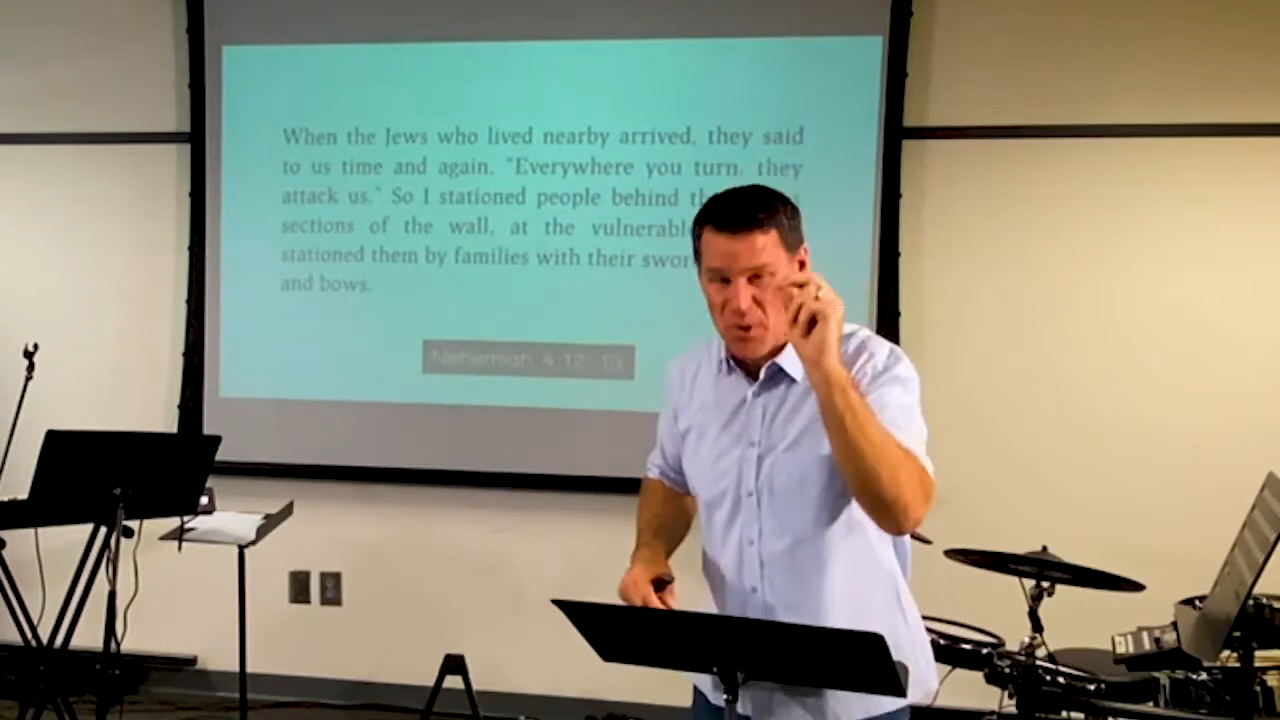 When the Jews who lived nearby arrived, they said
to us time and again, "Everywhere you turn, they
attack us." So I stationed people behind
sections of the wall, at the
stationed them by families with their
and bows.
Nehemiah 4:12-13